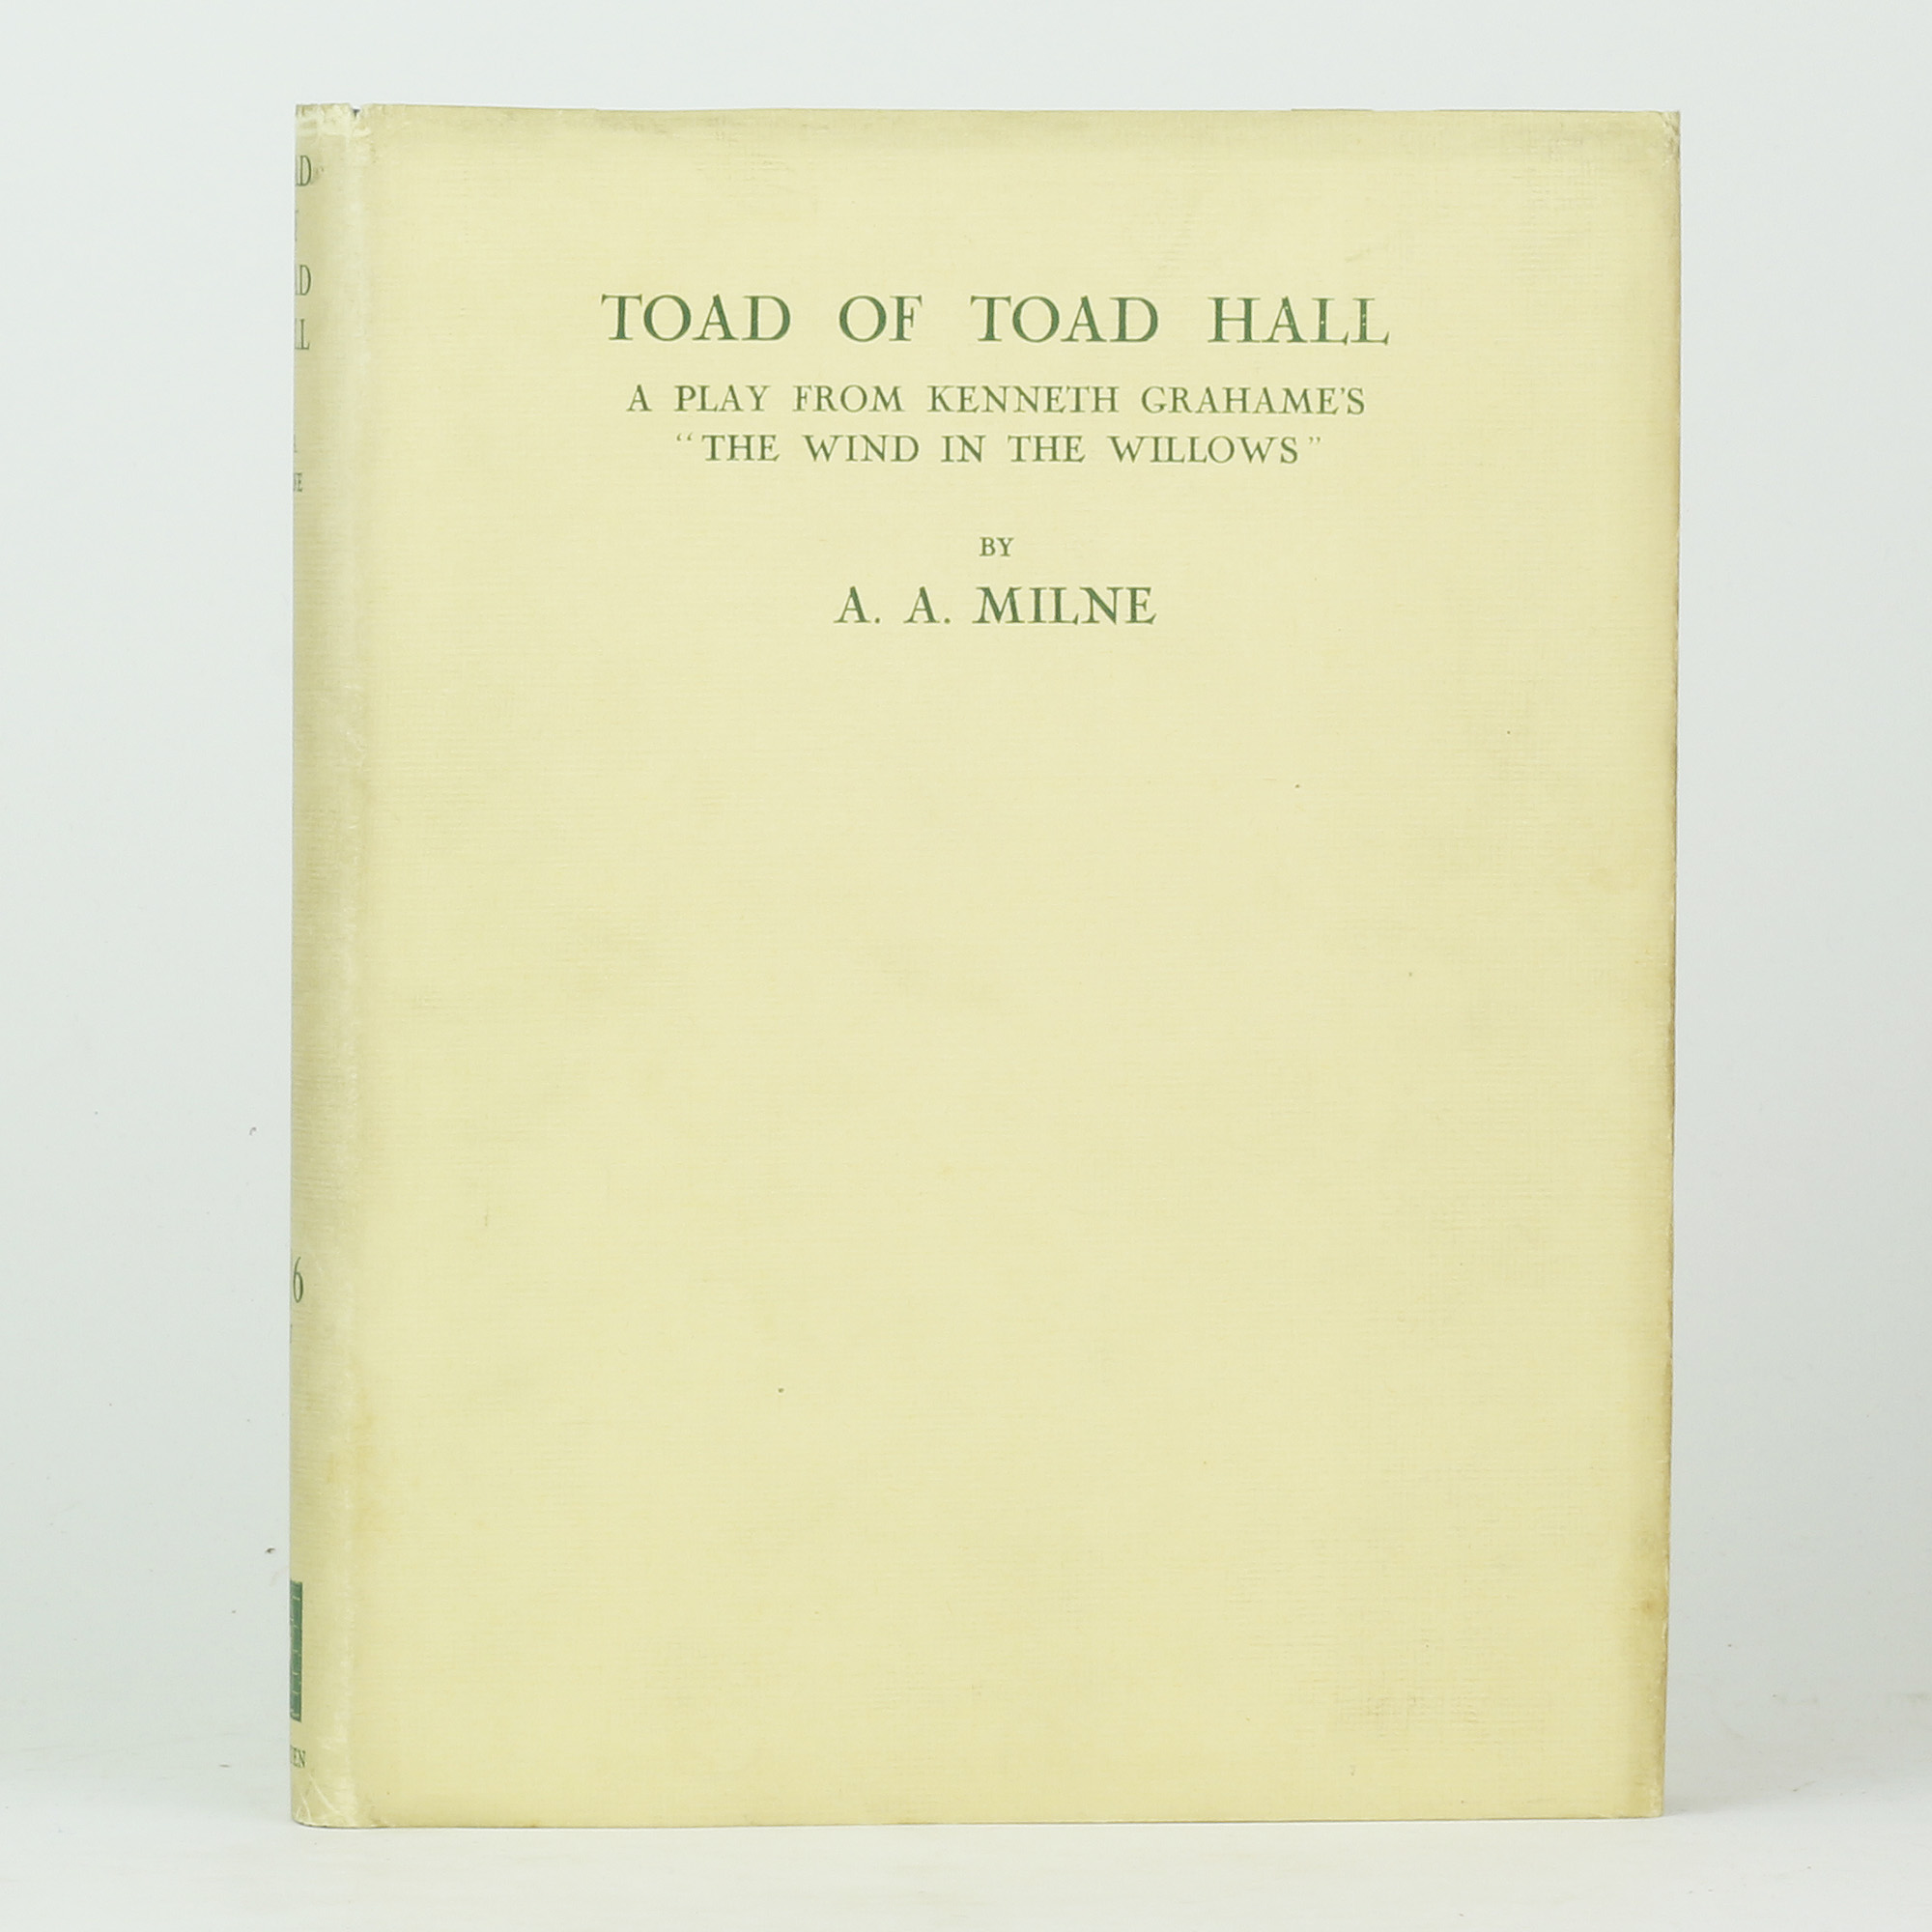 TOAD OF TOAD HALL
A PLAY FROM KENNETH GRAHAME'S
“THE WIND IN THE WILLOWS”
BY
A. A. MILNE